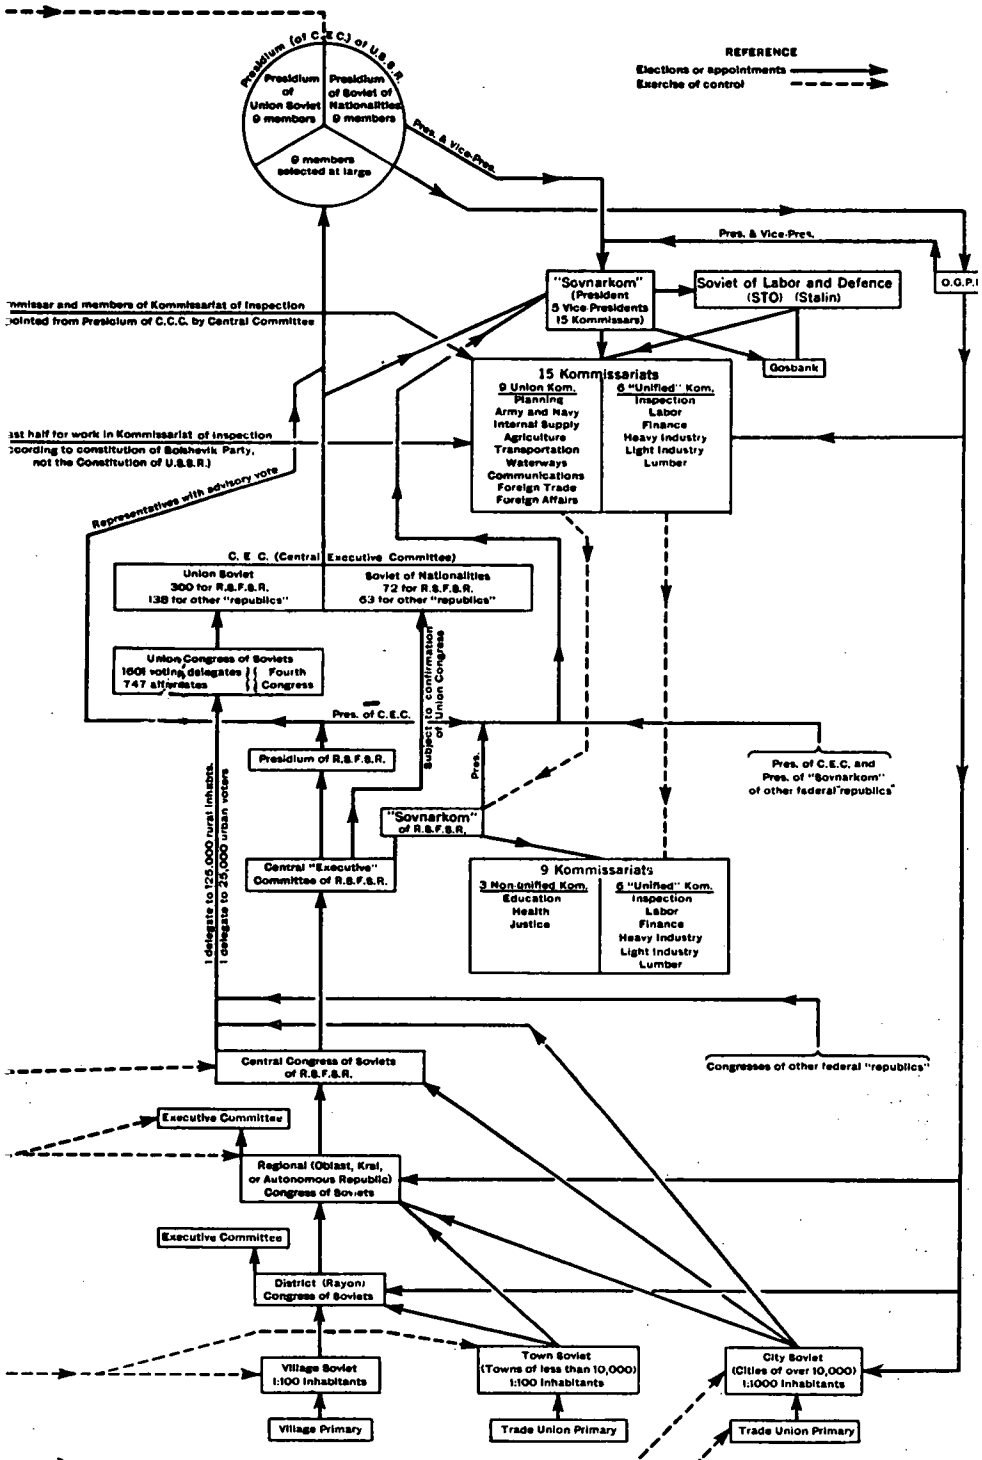 Presidium (of C.E.C.) of U.S.S.R.
Presidium
of
Union Soviet
9 members
Presidium
of Soviet of
Nationalities
9 members
9 members
selected at large
REFERENCE
Elections or appointments
Exercise of control
Pres. & Vice-Pres.
Pres. & Vice-Pres.
"Sovnarkom"
(President
5 Vice Presidents
15 Kommissars)
Soviet of Labor and Defence
(STO) (Stalin)
O.G.P.
Gosbank
mmissar and members of Kommissariat of Inspection
pointed from Presidium of C.C.C. by Central Committee
15 Kommissariats
9 Union Kom.
Planning
Army and Navy
Internal Supply
Agriculture
Transportation
Waterways
Communications
Foreign Trade
Foreign Affairs
6 "Unified" Kom.
Inspection
Labor
Finance
Heavy Industry
Light Industry
Lumber
ast half for work in Kommissariat of Inspection
cording to constitution of Bolshevik Party,
not the Constitution of U.S.S.R.)
Representatives with advisory vote
C. E. C. (Central Executive Committee)
Union Soviet
300 for R.S.F.S.R.
138 for other "republics"
Soviet of Nationalities
72 for R.S.F.S.R.
63 for other "republics"
Union Congress of Soviets
1601 voting delegates
747 alternates
Fourth
Congress
Subject to confirmation
of Union Congress
Pres. of C.E.C.
Presidium of R.S.F.S.R.
Pres.
Pres. of C.E.C. and
Pres. of "Sovnarkom"
of other federal "republics"
1 delegate to 125,000 rural inhabts.
1 delegate to 25,000 urban voters
"Sovnarkom"
of R.S.F.S.R.
Central "Executive"
Committee of R.S.F.S.R.
9 Kommissariats
3 Non-unified Kom.
Education
Health
Justice
6 "Unified" Kom.
Inspection
Labor
Finance
Heavy Industry
Light Industry
Lumber
Central Congress of Soviets
of R.S.F.S.R.
Congresses of other federal "republics"
Executive Committee
Regional (Oblast, Krai,
or Autonomous Republic)
Congress of Soviets
Executive Committee
District (Rayon)
Congress of Soviets
Village Soviet
1:100 Inhabitants
Town Soviet
(Towns of less than 10,000)
1:100 Inhabitants
City Soviet
(Cities of over 10,000)
1:1000 Inhabitants
Village Primary
Trade Union Primary
Trade Union Primary